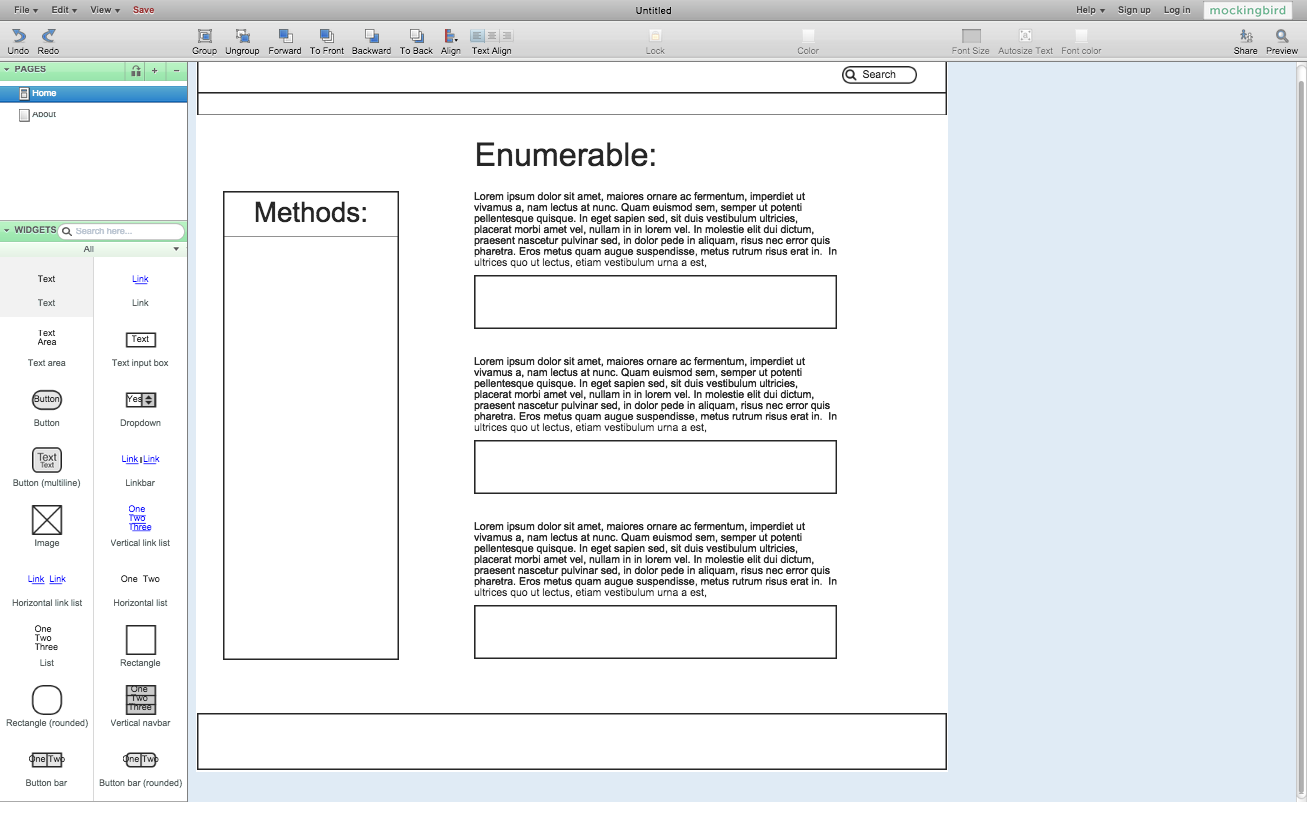 File Edit View Save Untitled Help Sign up Log in mockingbird
Undo Redo Group Ungroup Forward To Front Backward To Back Align Text Align Lock Color Font Size Autosize Text Font color Share Preview
PAGES + −
Home
About
WIDGETS Search here...
All
Text Link
Text Link
Text
Area
Text
Text area Text input box
Button Yes
Button Dropdown
Text
Text
Link Link
Button (multiline) Linkbar
One
Two
Three
Image Vertical link list
Link Link One Two
Horizontal link list Horizontal list
One
Two
Three
List Rectangle
One
Two
Three
Rectangle (rounded) Vertical navbar
One Two One Two
Button bar Button bar (rounded)
Search
Enumerable:
Methods:
Lorem ipsum dolor sit amet, maiores ornare ac fermentum, imperdiet ut
vivamus a, nam lectus at nunc. Quam euismod sem, semper ut potenti
pellentesque quisque. In eget sapien sed, sit duis vestibulum ultricies,
placerat morbi amet vel, nullam in in lorem vel. In molestie elit dui dictum,
praesent nascetur pulvinar sed, in dolor pede in aliquam, risus nec error quis
pharetra. Eros metus quam augue suspendisse, metus rutrum risus erat in. In
ultrices quo ut lectus, etiam vestibulum urna a est,
Lorem ipsum dolor sit amet, maiores ornare ac fermentum, imperdiet ut
vivamus a, nam lectus at nunc. Quam euismod sem, semper ut potenti
pellentesque quisque. In eget sapien sed, sit duis vestibulum ultricies,
placerat morbi amet vel, nullam in in lorem vel. In molestie elit dui dictum,
praesent nascetur pulvinar sed, in dolor pede in aliquam, risus nec error quis
pharetra. Eros metus quam augue suspendisse, metus rutrum risus erat in. In
ultrices quo ut lectus, etiam vestibulum urna a est,
Lorem ipsum dolor sit amet, maiores ornare ac fermentum, imperdiet ut
vivamus a, nam lectus at nunc. Quam euismod sem, semper ut potenti
pellentesque quisque. In eget sapien sed, sit duis vestibulum ultricies,
placerat morbi amet vel, nullam in in lorem vel. In molestie elit dui dictum,
praesent nascetur pulvinar sed, in dolor pede in aliquam, risus nec error quis
pharetra. Eros metus quam augue suspendisse, metus rutrum risus erat in. In
ultrices quo ut lectus, etiam vestibulum urna a est,